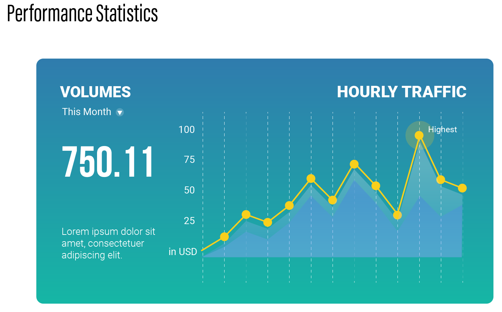 Performance Statistics
VOLUMES
HOURLY TRAFFIC
This Month
750.11
Lorem ipsum dolor sit
amet, consectetuer
adipiscing elit.
100
75
50
25
in USD
Highest